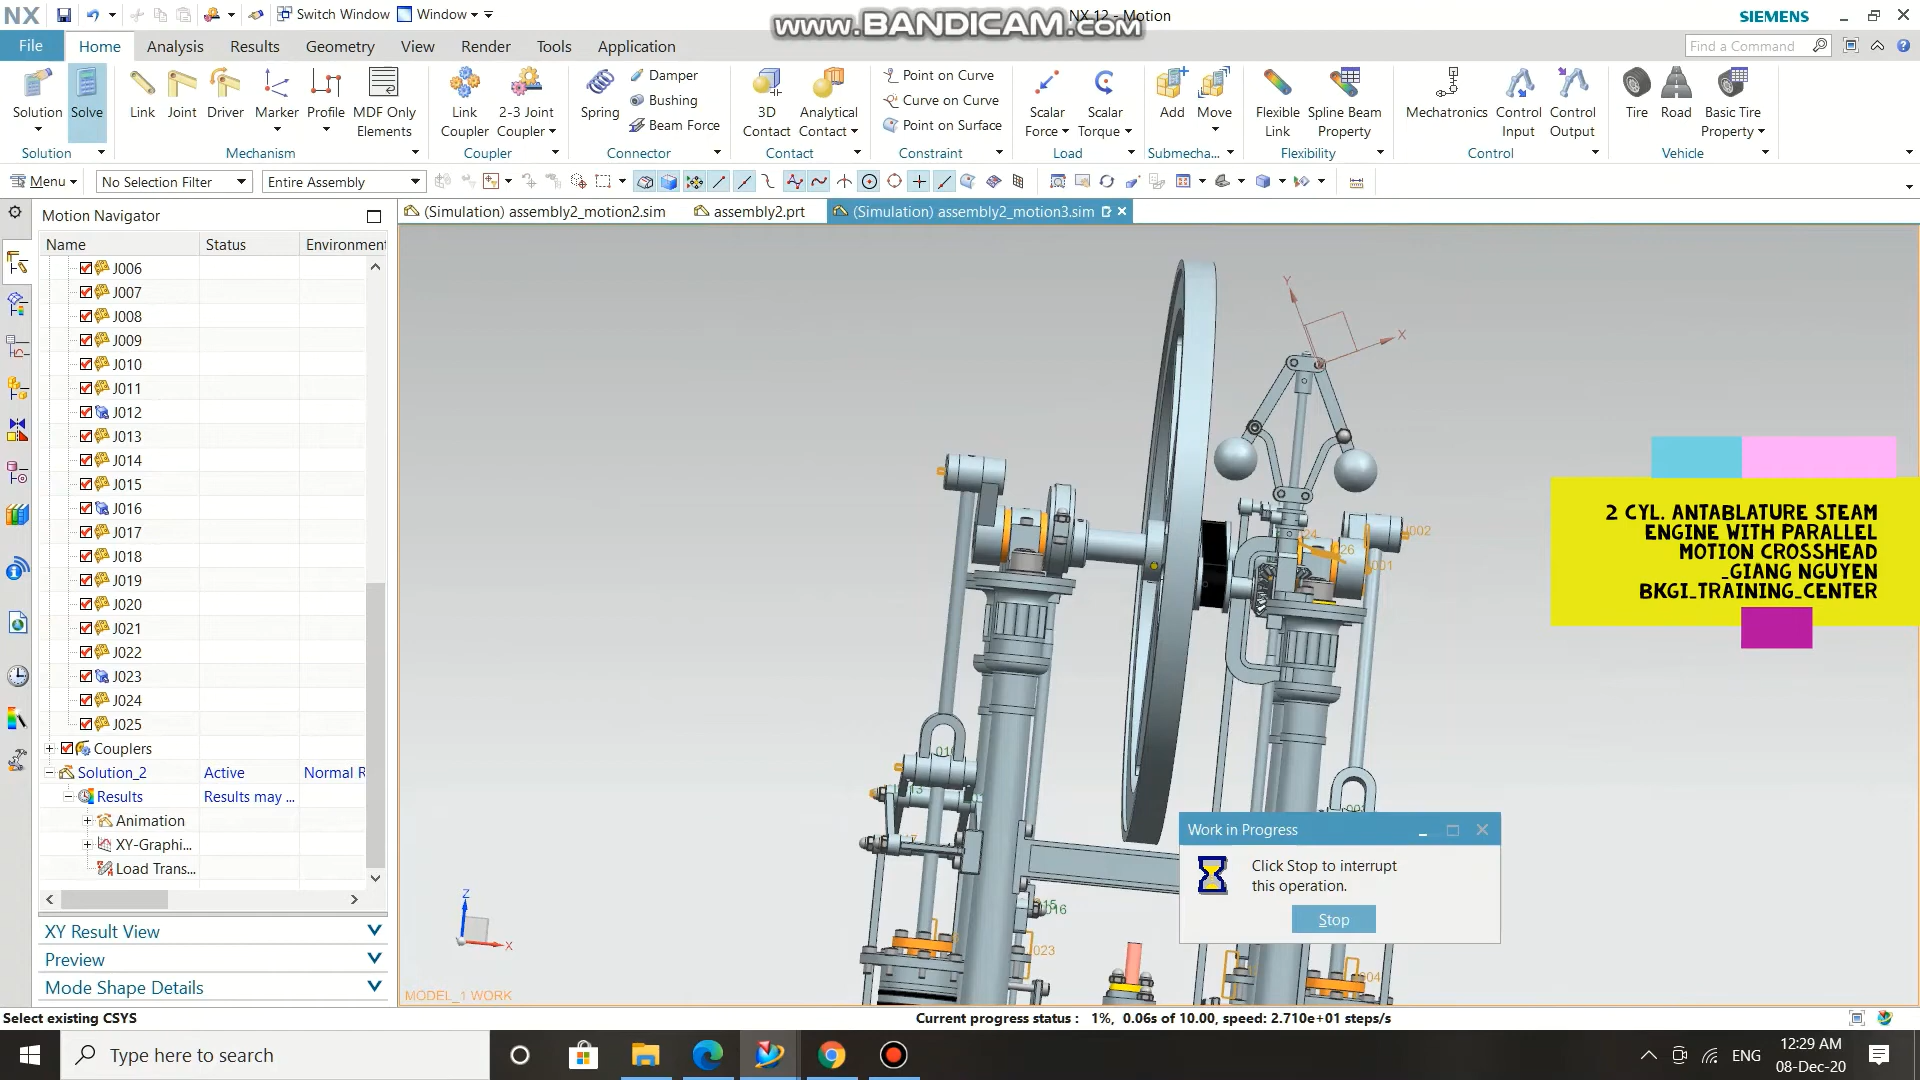 NX
Switch Window
Window
www.BANDICAM.com
NX 12 - Motion
SIEMENS
File
Home
Analysis
Results
Geometry
View
Render
Tools
Application
Find a Command
Solution
Solve
Link
Joint
Driver
Marker
Profile
MDF Only
Elements
Link
Coupler
2-3 Joint
Coupler
Spring
Damper
Bushing
Beam Force
3D
Contact
Analytical
Contact
Point on Curve
Curve on Curve
Point on Surface
Scalar
Force
Scalar
Torque
Add
Move
Flexible
Link
Spline Beam
Property
Mechatronics
Control
Input
Control
Output
Tire
Road
Basic Tire
Property
Solution
Mechanism
Coupler
Connector
Contact
Constraint
Load
Submecha...
Flexibility
Control
Vehicle
Menu
No Selection Filter
Entire Assembly
Motion Navigator
(Simulation) assembly2_motion2.sim
assembly2.prt
(Simulation) assembly2_motion3.sim
Name
Status
Environment
J006
J007
J008
J009
J010
J011
J012
J013
J014
J015
J016
J017
J018
J019
J020
J021
J022
J023
J024
J025
Couplers
Solution_2
Active
Normal R
Results
Results may ...
Animation
XY-Graphi...
Load Trans...
XY Result View
Preview
Mode Shape Details
Y
X
2 CYL. ANTABLATURE STEAM
ENGINE WITH PARALLEL
MOTION CROSSHEAD
_GIANG NGUYEN
BKGI_TRAINING_CENTER
Work in Progress
Click Stop to interrupt
this operation.
Stop
Z
X
MODEL_1 WORK
Select existing CSYS
Current progress status : 1%, 0.06s of 10.00, speed: 2.710e+01 steps/s
Type here to search
ENG
12:29 AM
08-Dec-20